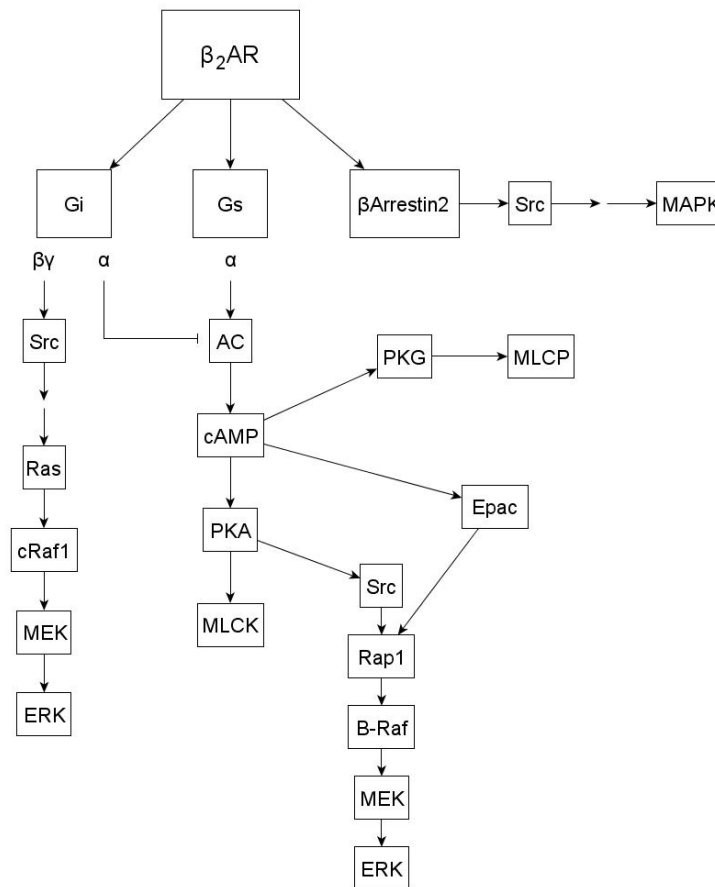 β₂AR
Gi
Gs
βArrestin2
Src
MAPK
βγ
α
α
Src
AC
PKG
MLCP
cAMP
Ras
Epac
PKA
cRaf1
Src
MEK
MLCK
Rap1
ERK
B-Raf
MEK
ERK